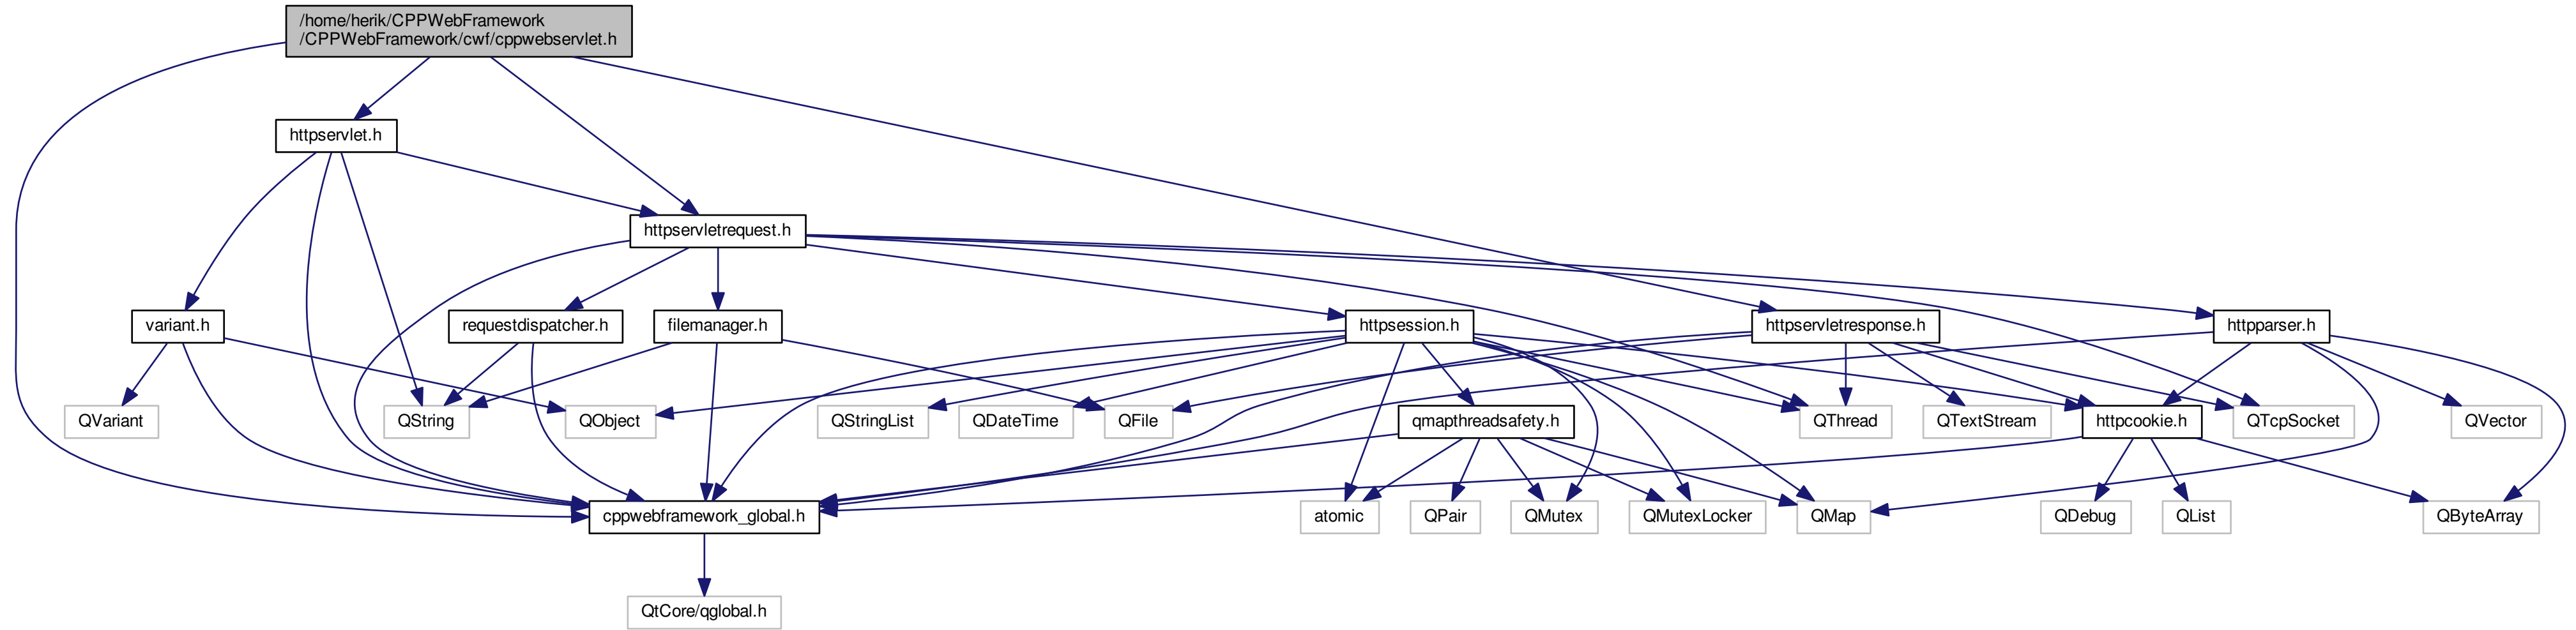 /home/herik/CPPWebFramework
/CPPWebFramework/cwf/cppwebservlet.h
httpservlet.h
httpservletrequest.h
variant.h
requestdispatcher.h
filemanager.h
httpsession.h
httpservletresponse.h
httpparser.h
QVariant
QString
QObject
QStringList
QDateTime
QFile
qmapthreadsafety.h
QThread
QTextStream
httpcookie.h
QTcpSocket
QVector
cppwebframework_global.h
atomic
QPair
QMutex
QMutexLocker
QMap
QDebug
QList
QByteArray
QtCore/qglobal.h